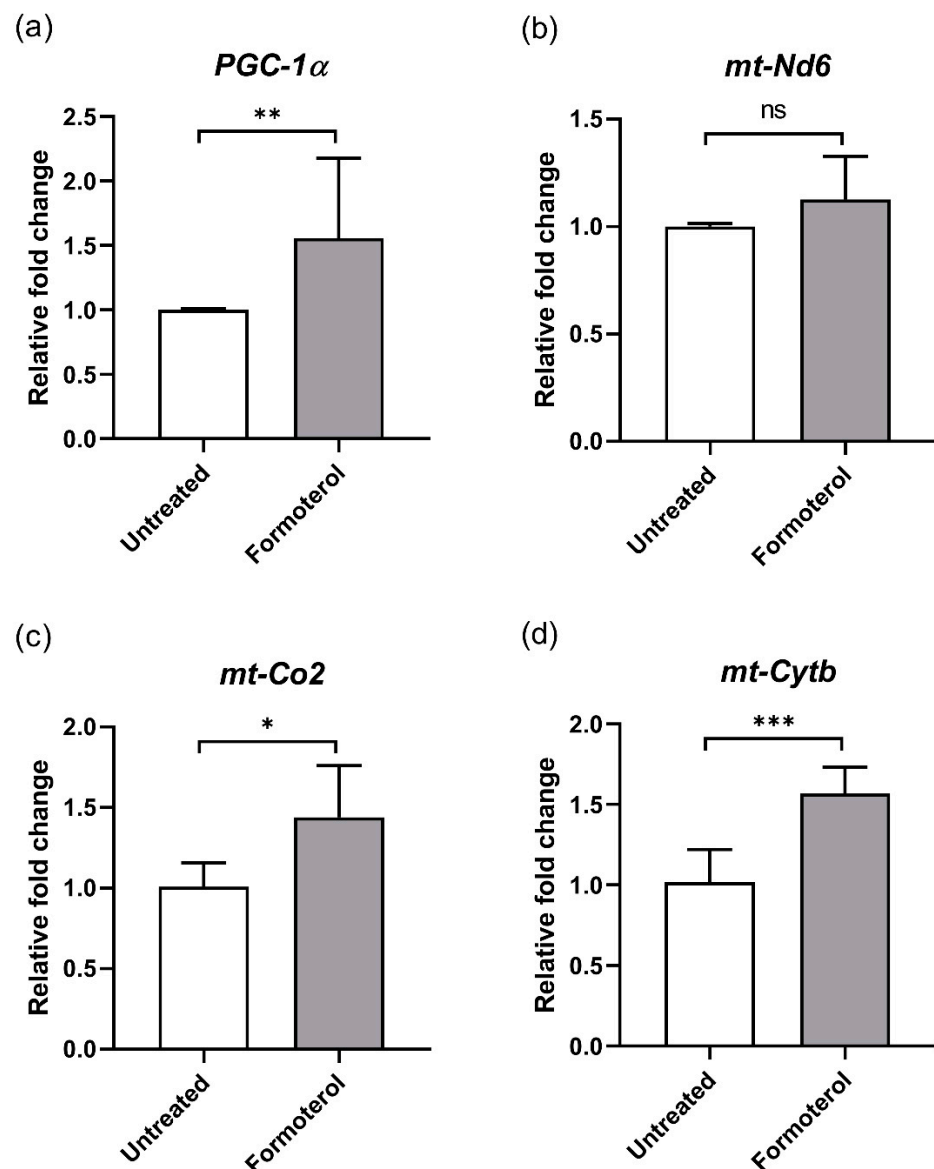 (a)
PGC-1α
**
Relative fold change
2.5
2.0
1.5
1.0
0.5
0.0
Untreated
Formoterol
(b)
mt-Nd6
ns
Relative fold change
1.5
1.0
0.5
0.0
Untreated
Formoterol
(c)
mt-Co2
*
Relative fold change
2.0
1.5
1.0
0.5
0.0
Untreated
Formoterol
(d)
mt-Cytb
***
Relative fold change
2.0
1.5
1.0
0.5
0.0
Untreated
Formoterol